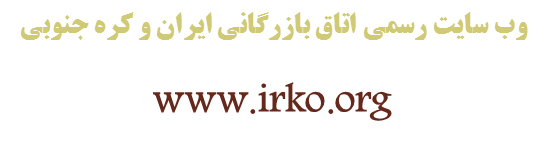 وب سایت رسمی اتاق بازرگانی ایران و کره جنوبی
www.irko.org